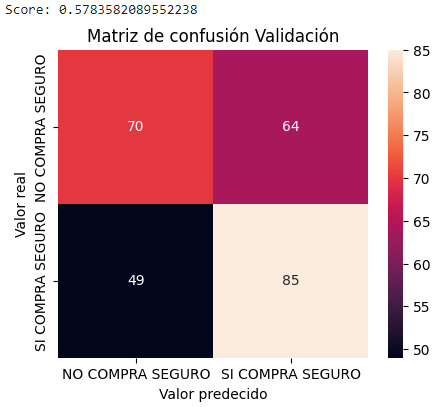 Score: 0.5783582089552238
Matriz de confusión Validación
Valor real
NO COMPRA SEGURO
SI COMPRA SEGURO
70
64
49
85
85
80
75
70
65
60
55
50
NO COMPRA SEGURO
SI COMPRA SEGURO
Valor predecido